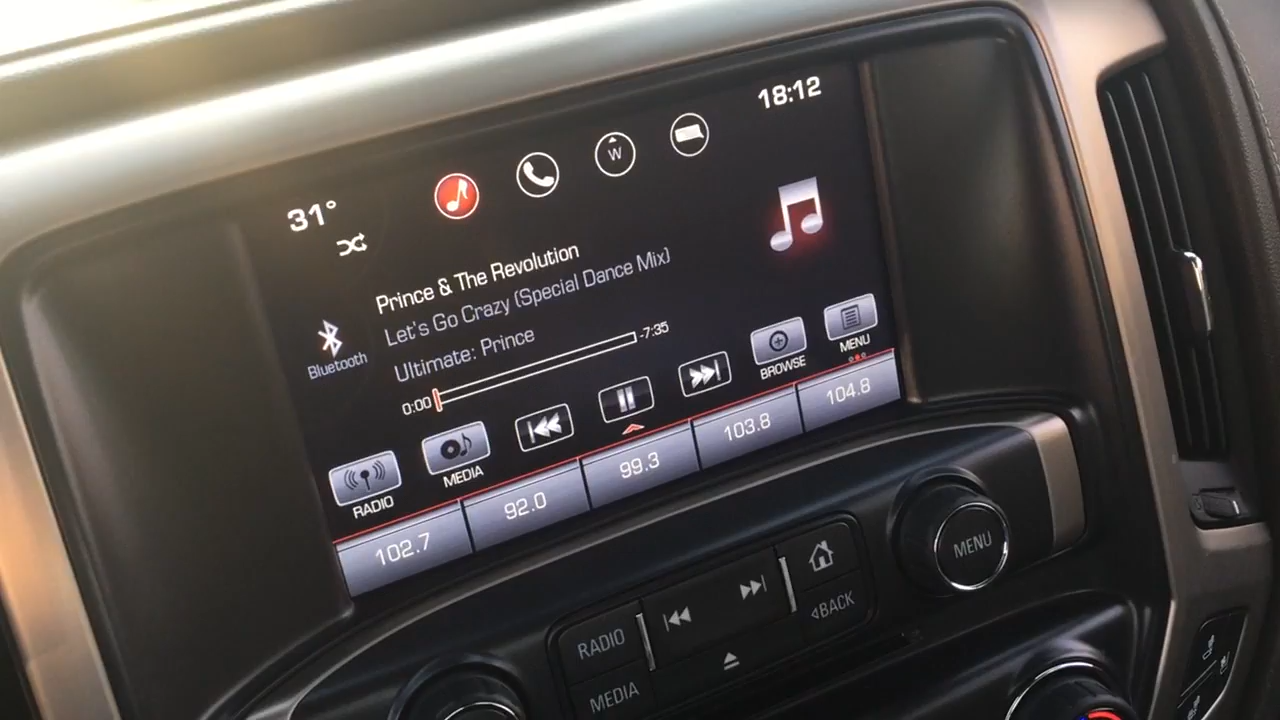 18:12
31°
W
Prince & The Revolution
Let's Go Crazy (Special Dance Mix)
Ultimate: Prince
Bluetooth
0:00
-7:35
RADIO
MEDIA
BROWSE
MENU
102.7
92.0
99.3
103.8
104.8
MENU
RADIO
BACK
MEDIA